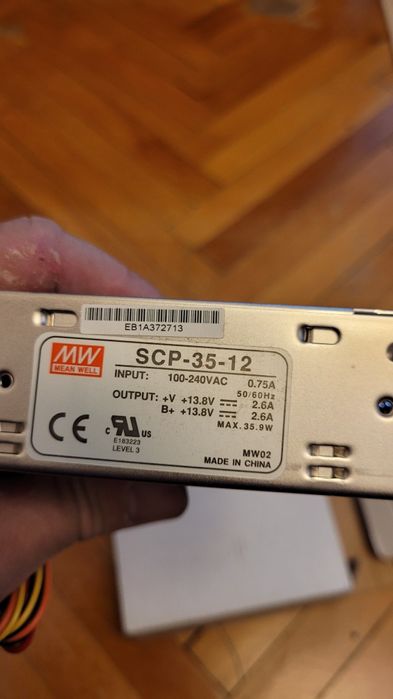 EB1A372713
MW
MEAN WELL
SCP-35-12
INPUT: 100-240VAC 0.75A
50/60Hz
OUTPUT: +V +13.8V 2.6A
B+ +13.8V 2.6A
MAX. 35.9W
CE
c RU US
E183223
LEVEL 3
MW02
MADE IN CHINA